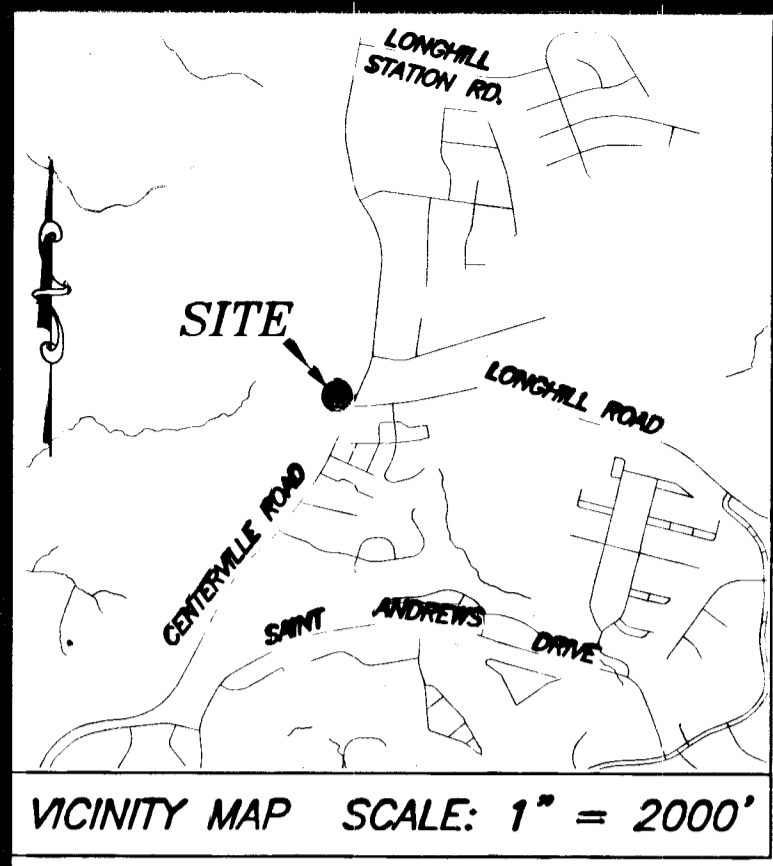 LONGHILL
STATION RD.
SITE
LONGHILL ROAD
CENTERVILLE ROAD
SAINT ANDREWS DRIVE
VICINITY MAP SCALE: 1" = 2000'